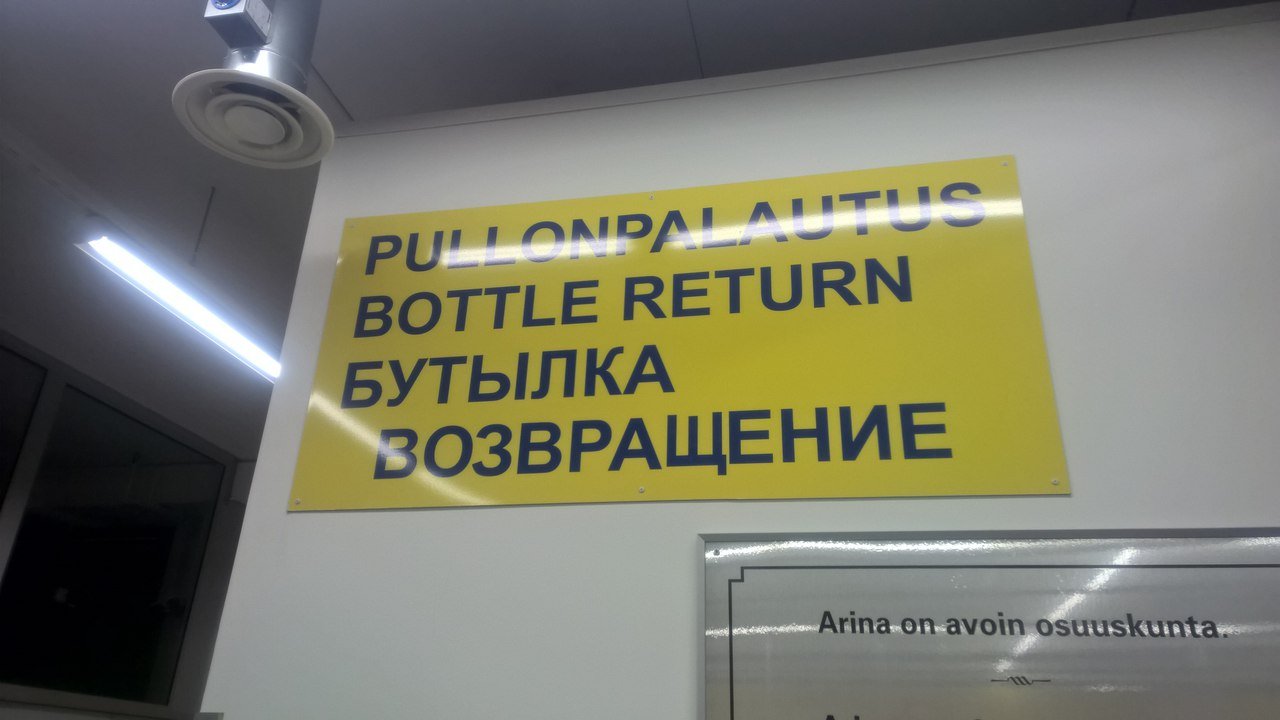 PULLONPALAUTUS
BOTTLE RETURN
БУТЫЛКА
ВОЗВРАЩЕНИЕ
Arina on avoin osuuskunta.